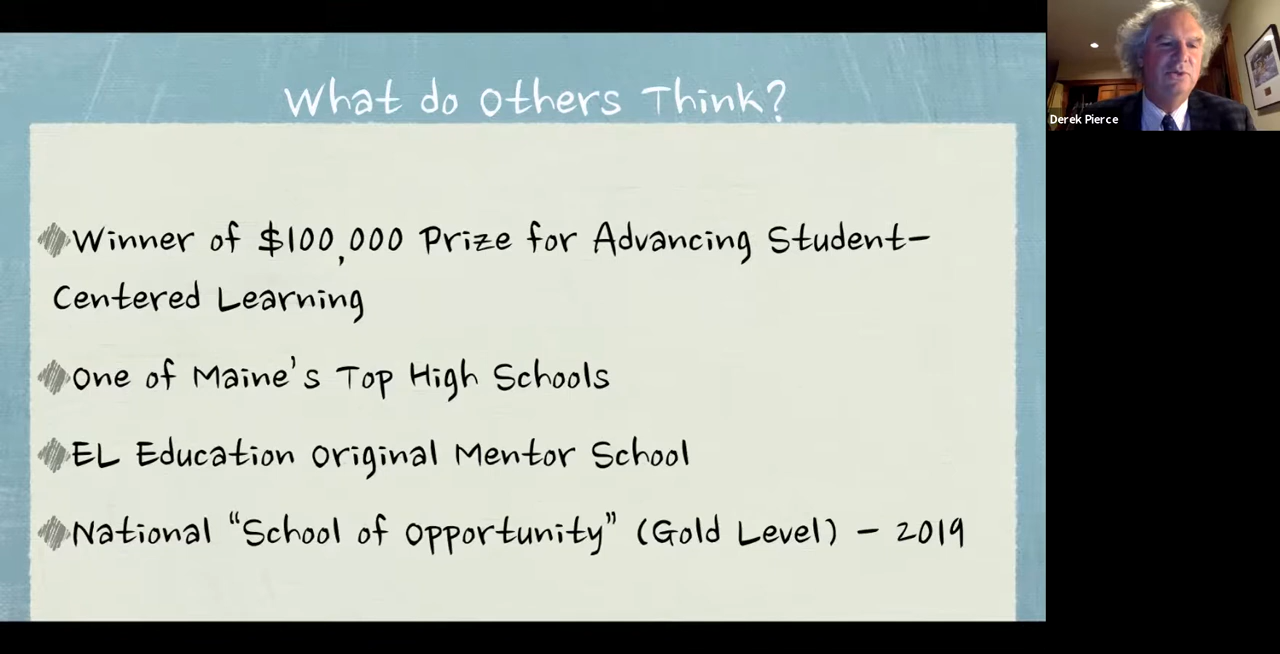 What do Others Think?
Winner of $100,000 Prize for Advancing Student-
Centered Learning
One of Maine's Top High Schools
EL Education Original Mentor School
National “School of Opportunity” (Gold Level) – 2019
Derek Pierce